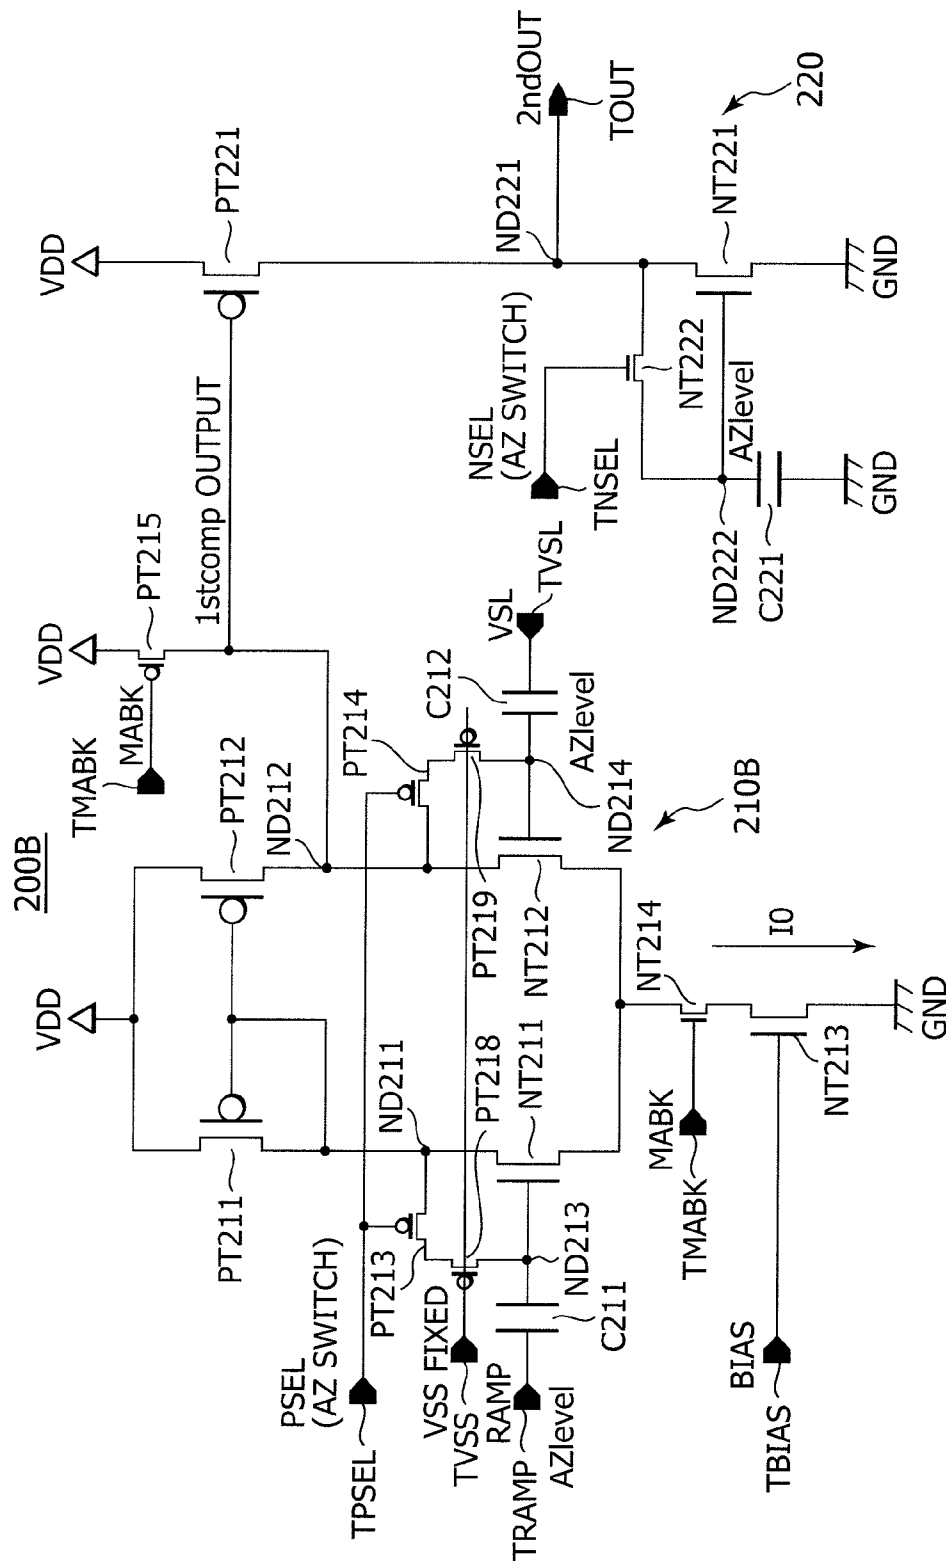 200B
VDD
VDD
VDD
TMABK
MABK
PT215
PT211
PT212
PT221
ND212
1stcomp OUTPUT
PSEL
(AZ SWITCH)
TPSEL
PT213
ND211
PT214
C212
VSS FIXED
TVSS
PT218
PT219
VSL
TVSL
RAMP
TRAMP
AZlevel
C211
ND213
NT211
NT212
ND214
AZlevel
210B
NSEL
(AZ SWITCH)
TNSEL
ND221
2ndOUT
TOUT
NT222
AZlevel
NT221
220
ND222
C221
GND
GND
MABK
TMABK
NT214
I0
BIAS
TBIAS
NT213
GND